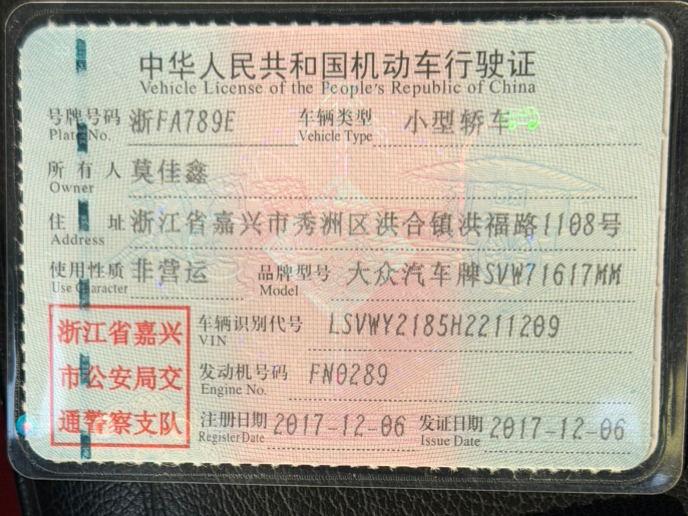 中华人民共和国机动车行驶证
Vehicle License of the People's Republic of China
号牌号码 浙FA789E 车辆类型 小型轿车
Plate No. Vehicle Type
所有人 莫佳鑫
Owner
住址 浙江省嘉兴市秀洲区洪合镇洪福路1108号
Address
使用性质 非营运 品牌型号 大众汽车牌SVW71617MM
Use Character Model
浙江省嘉兴
市公安局交
通警察支队
车辆识别代号 LSVWY2185H2211209
VIN
发动机号码 FN0289
Engine No.
注册日期 2017-12-06 发证日期 2017-12-06
Register Date Issue Date